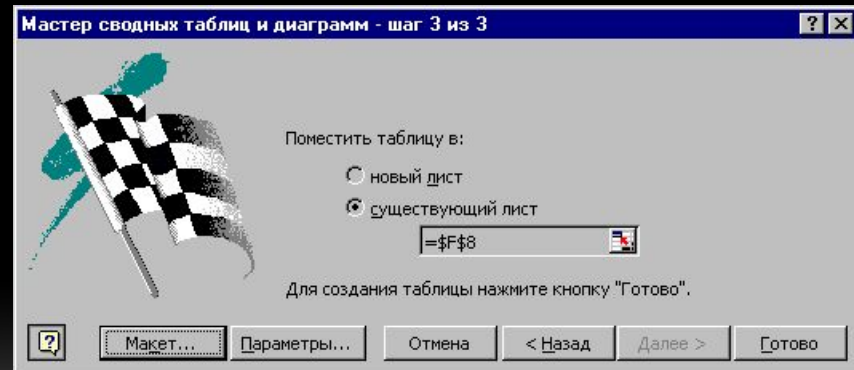 Мастер сводных таблиц и диаграмм - шаг 3 из 3
Поместить таблицу в:
новый лист
существующий лист
=$F$8
Для создания таблицы нажмите кнопку "Готово".
Макет... Параметры... Отмена < Назад Далее > Готово